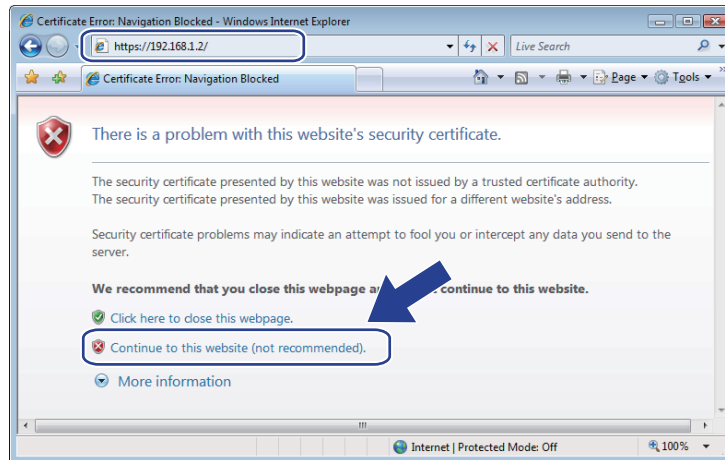 Certificate Error: Navigation Blocked - Windows Internet Explorer
https://192.168.1.2/
Live Search
Certificate Error: Navigation Blocked
Page
Tools
There is a problem with this website's security certificate.
The security certificate presented by this website was not issued by a trusted certificate authority.
The security certificate presented by this website was issued for a different website's address.
Security certificate problems may indicate an attempt to fool you or intercept any data you send to the
server.
We recommend that you close this webpage continue to this website.
Click here to close this webpage.
Continue to this website (not recommended).
More information
Internet | Protected Mode: Off
100%